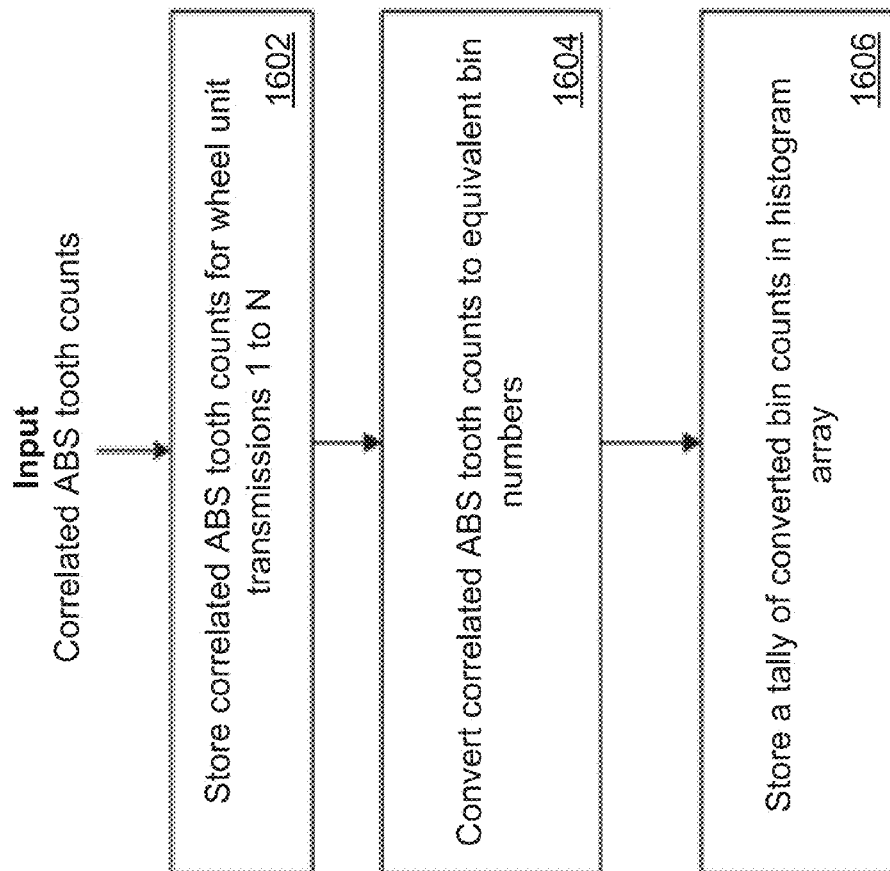 Input
Correlated ABS tooth counts
Store correlated ABS tooth counts for wheel unit
transmissions 1 to N
1602
Convert correlated ABS tooth counts to equivalent bin
numbers
1604
Store a tally of converted bin counts in histogram
array
1606